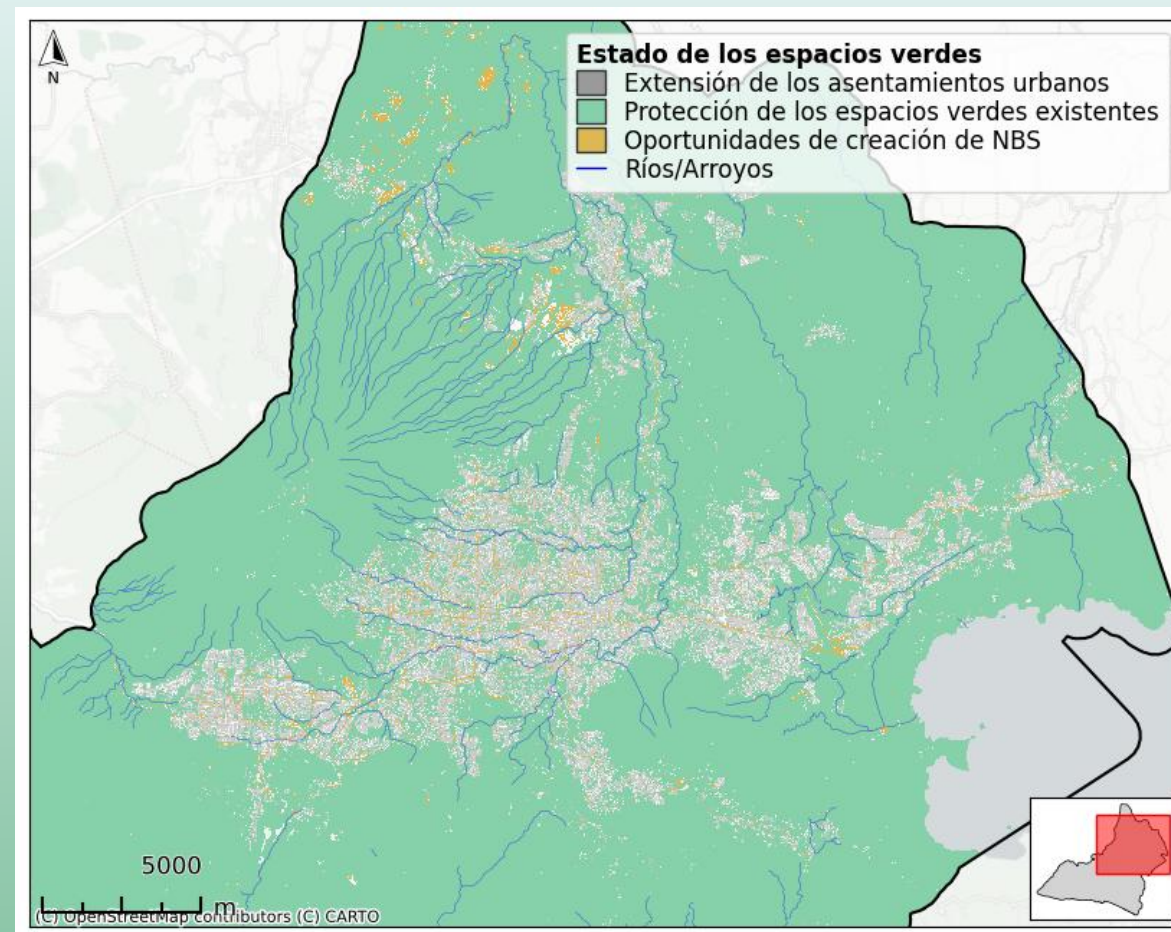 N
Estado de los espacios verdes
Extensión de los asentamientos urbanos
Protección de los espacios verdes existentes
Oportunidades de creación de NBS
Ríos/Arroyos
5000
m
(C) OpenStreetMap contributors (C) CARTO